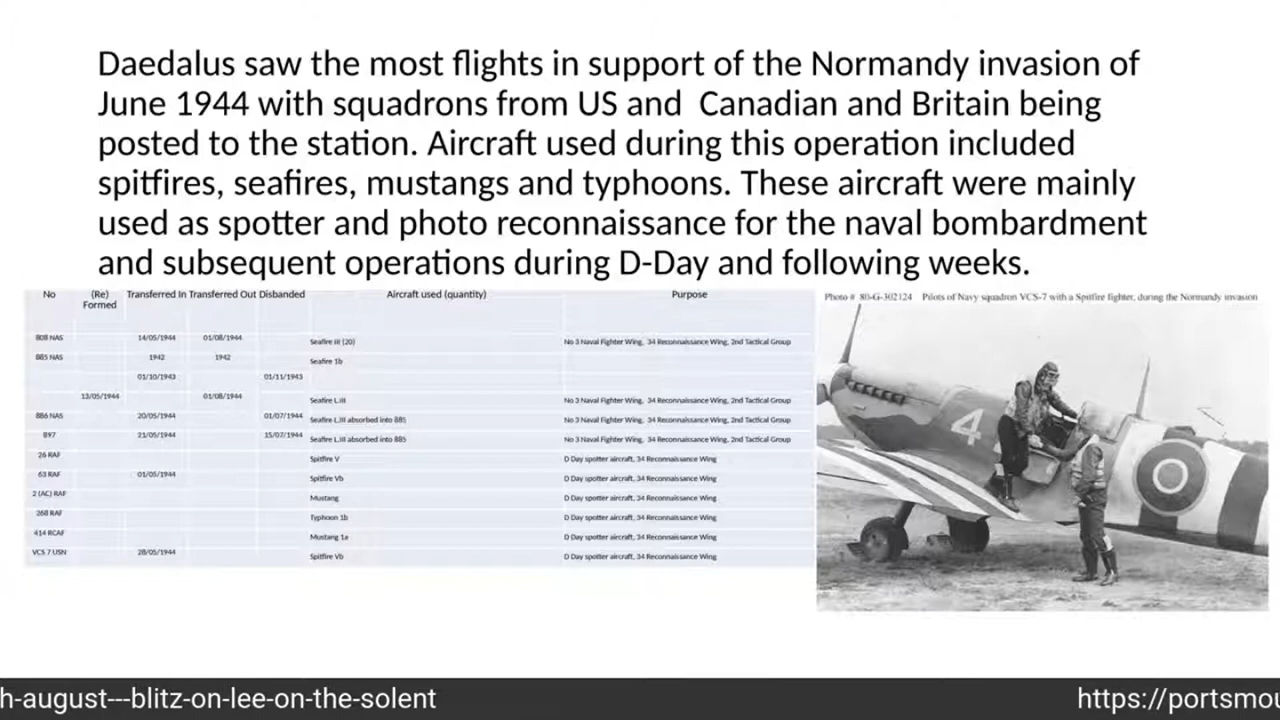 Daedalus saw the most flights in support of the Normandy invasion of
June 1944 with squadrons from US and  Canadian and Britain being
posted to the station. Aircraft used during this operation included
spitfires, seafires, mustangs and typhoons. These aircraft were mainly
used as spotter and photo reconnaissance for the naval bombardment
and subsequent operations during D-Day and following weeks.
No (Re) Formed Transferred In Transferred Out Disbanded Aircraft used (quantity) Purpose
808 NAS 14/05/1944 01/08/1944 Seafire III (20) No 3 Naval Fighter Wing, 34 Reconnaissance Wing, 2nd Tactical Group
885 NAS 1942 1942 Seafire 1b
01/10/1943 01/11/1943
13/05/1944 01/08/1944 Seafire L.III No 3 Naval Fighter Wing, 34 Reconnaissance Wing, 2nd Tactical Group
886 NAS 20/05/1944 01/07/1944 Seafire L.III absorbed into 885 No 3 Naval Fighter Wing, 34 Reconnaissance Wing, 2nd Tactical Group
897 21/05/1944 15/07/1944 Seafire L.III absorbed into 885 No 3 Naval Fighter Wing, 34 Reconnaissance Wing, 2nd Tactical Group
26 RAF Spitfire V D Day spotter aircraft, 34 Reconnaissance Wing
63 RAF 01/05/1944 Spitfire Vb D Day spotter aircraft, 34 Reconnaissance Wing
2 (AC) RAF Mustang D Day spotter aircraft, 34 Reconnaissance Wing
268 RAF Typhoon 1b D Day spotter aircraft, 34 Reconnaissance Wing
414 RCAF Mustang 1a D Day spotter aircraft, 34 Reconnaissance Wing
VCS 7 USN 28/05/1944 Spitfire Vb D Day spotter aircraft, 34 Reconnaissance Wing
Photo # 80-G-302124 Pilots of Navy squadron VCS-7 with a Spitfire fighter, during the Normandy invasion
4
h-august---blitz-on-lee-on-the-solent https://portsmou